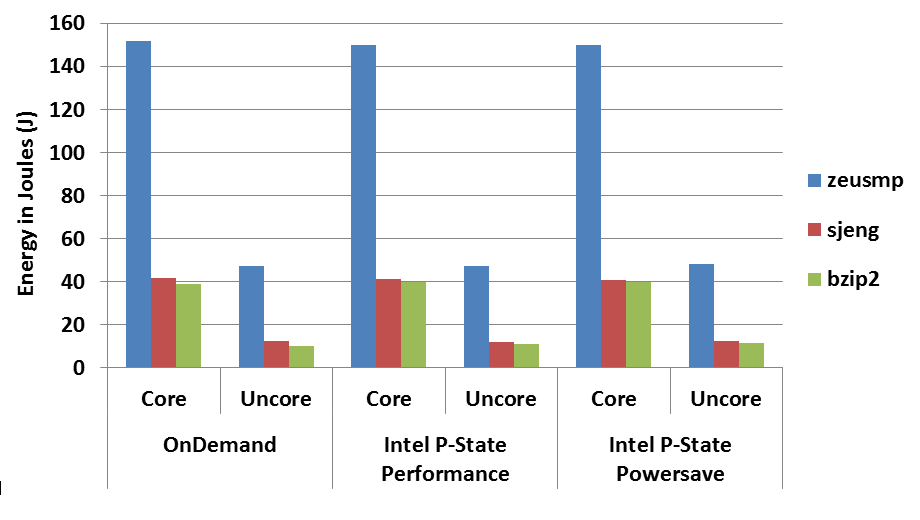 Energy in Joules (J)
160
140
120
100
80
60
40
20
0
Core
Uncore
Core
Uncore
Core
Uncore
OnDemand
Intel P-State
Performance
Intel P-State
Powersave
zeusmp
sjeng
bzip2